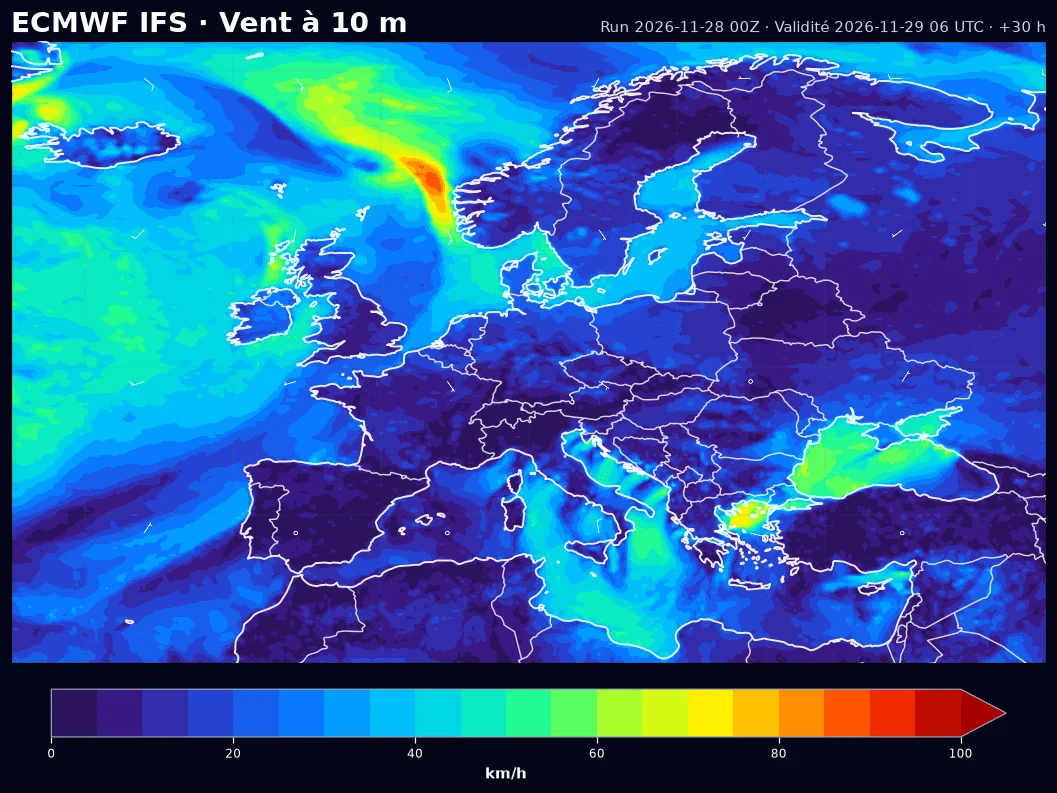 ECMWF IFS · Vent à 10 m
Run 2026-11-28 00Z · Validité 2026-11-29 06 UTC · +30 h
0 20 40 60 80 100
km/h